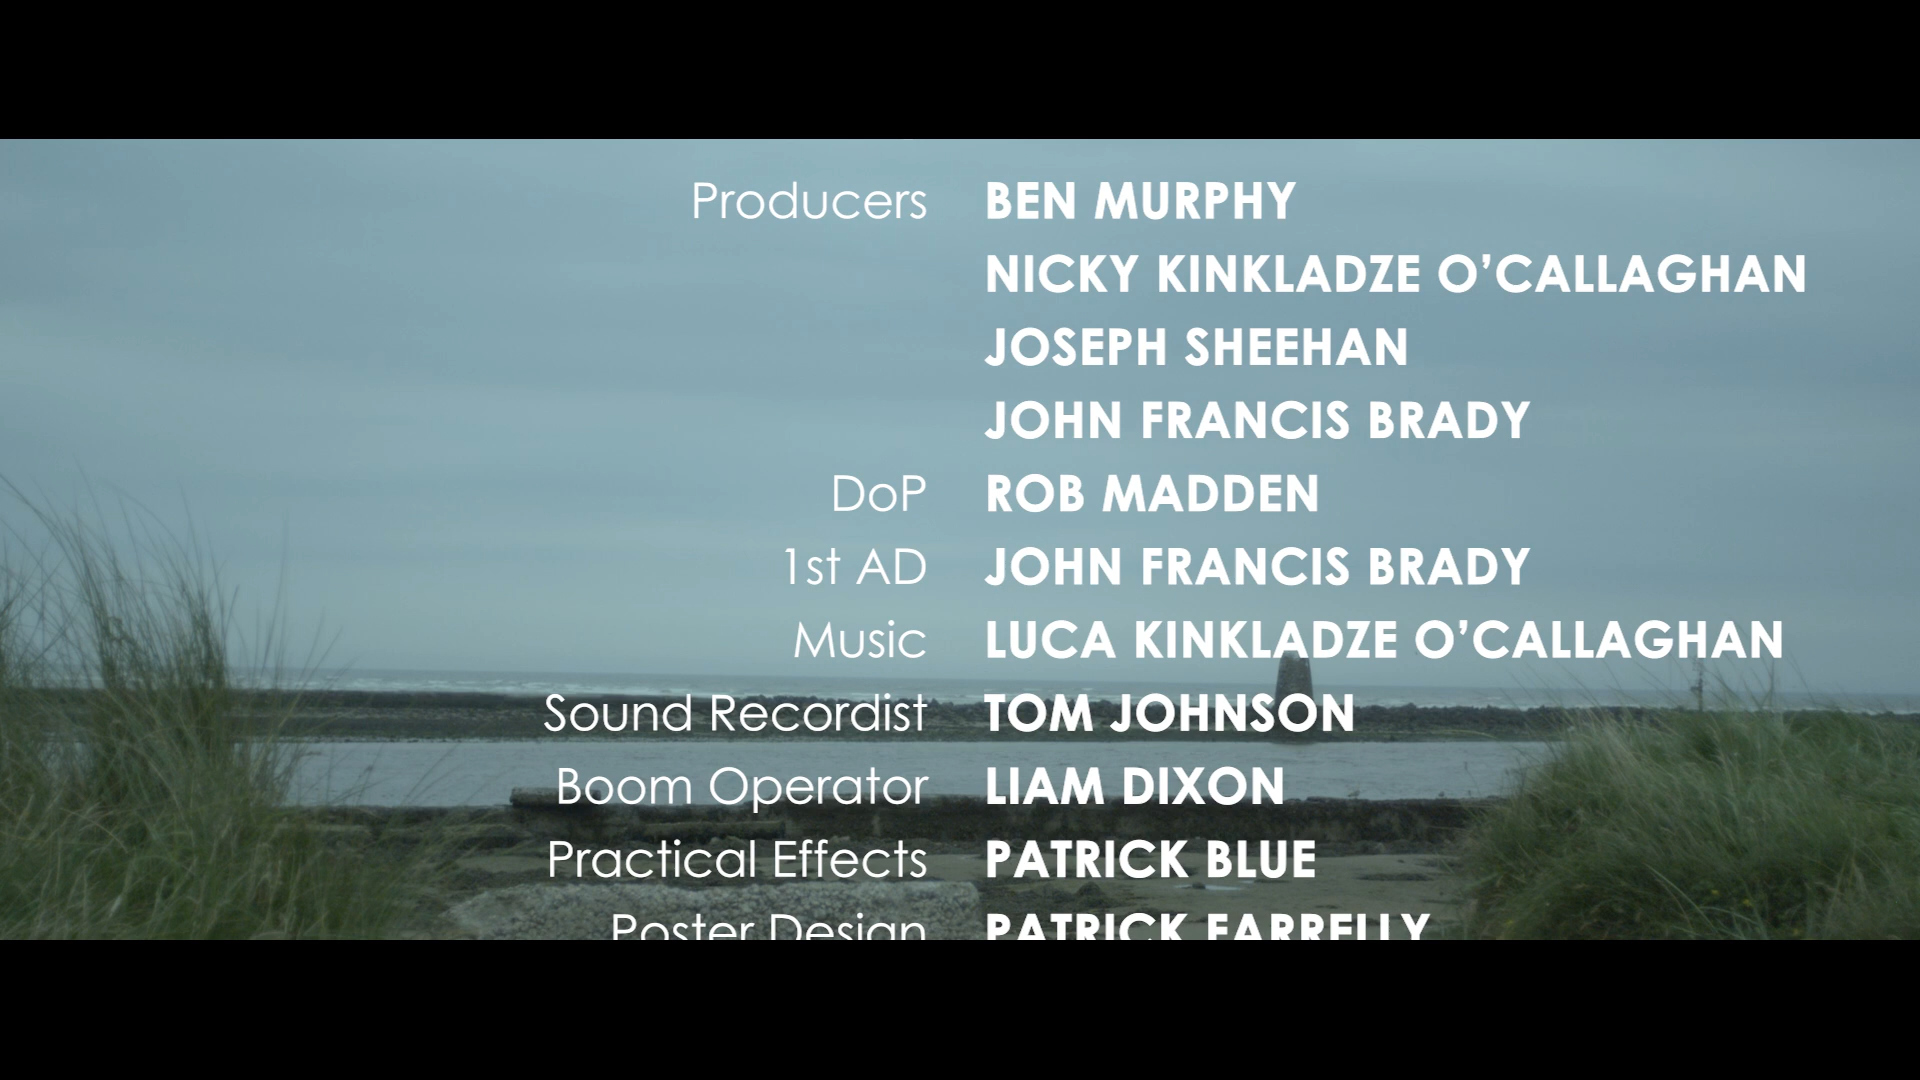 Producers BEN MURPHY
NICKY KINKLADZE O’CALLAGHAN
JOSEPH SHEEHAN
JOHN FRANCIS BRADY
DoP ROB MADDEN
1st AD JOHN FRANCIS BRADY
Music LUCA KINKLADZE O’CALLAGHAN
Sound Recordist TOM JOHNSON
Boom Operator LIAM DIXON
Practical Effects PATRICK BLUE
Poster Design PATRICK FARRELLY